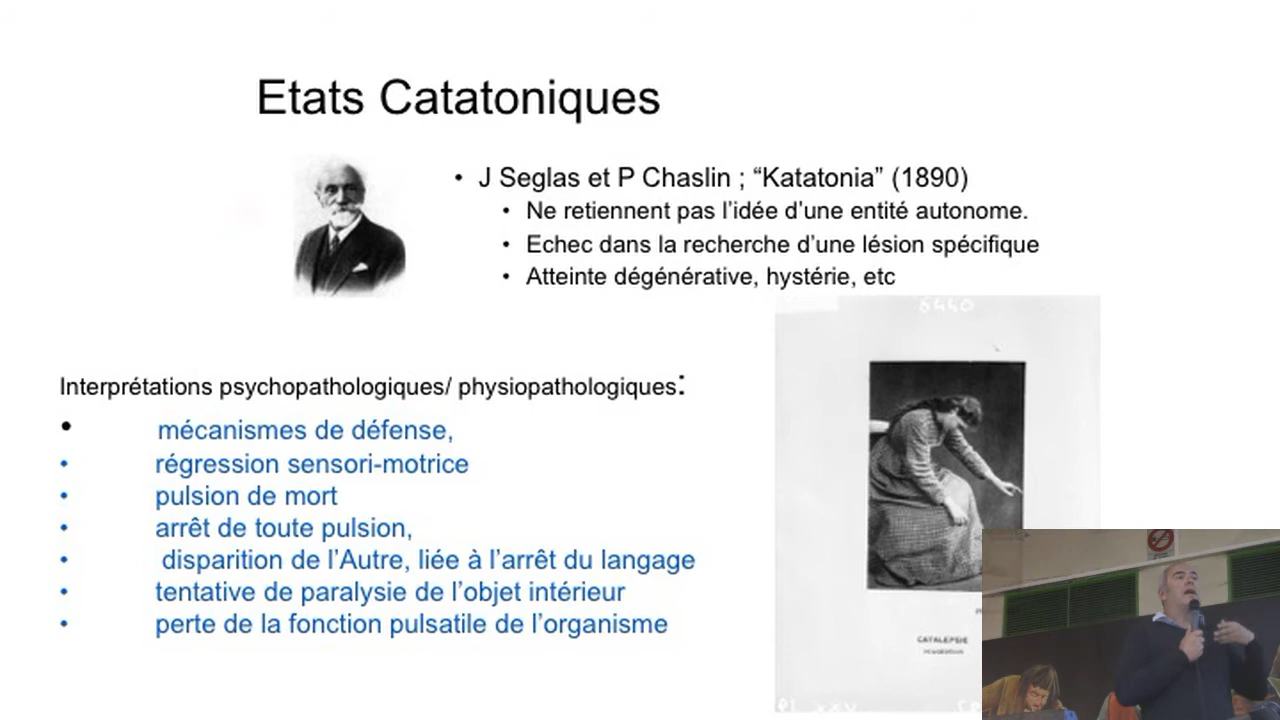 Etats Catatoniques
• J Seglas et P Chaslin ; “Katatonia” (1890)
• Ne retiennent pas l’idée d’une entité autonome.
• Echec dans la recherche d’une lésion spécifique
• Atteinte dégénérative, hystérie, etc
Interprétations psychopathologiques/ physiopathologiques:
• mécanismes de défense,
• régression sensori-motrice
• pulsion de mort
• arrêt de toute pulsion,
• disparition de l’Autre, liée à l’arrêt du langage
• tentative de paralysie de l’objet intérieur
• perte de la fonction pulsatile de l’organisme
CATALEPSIE